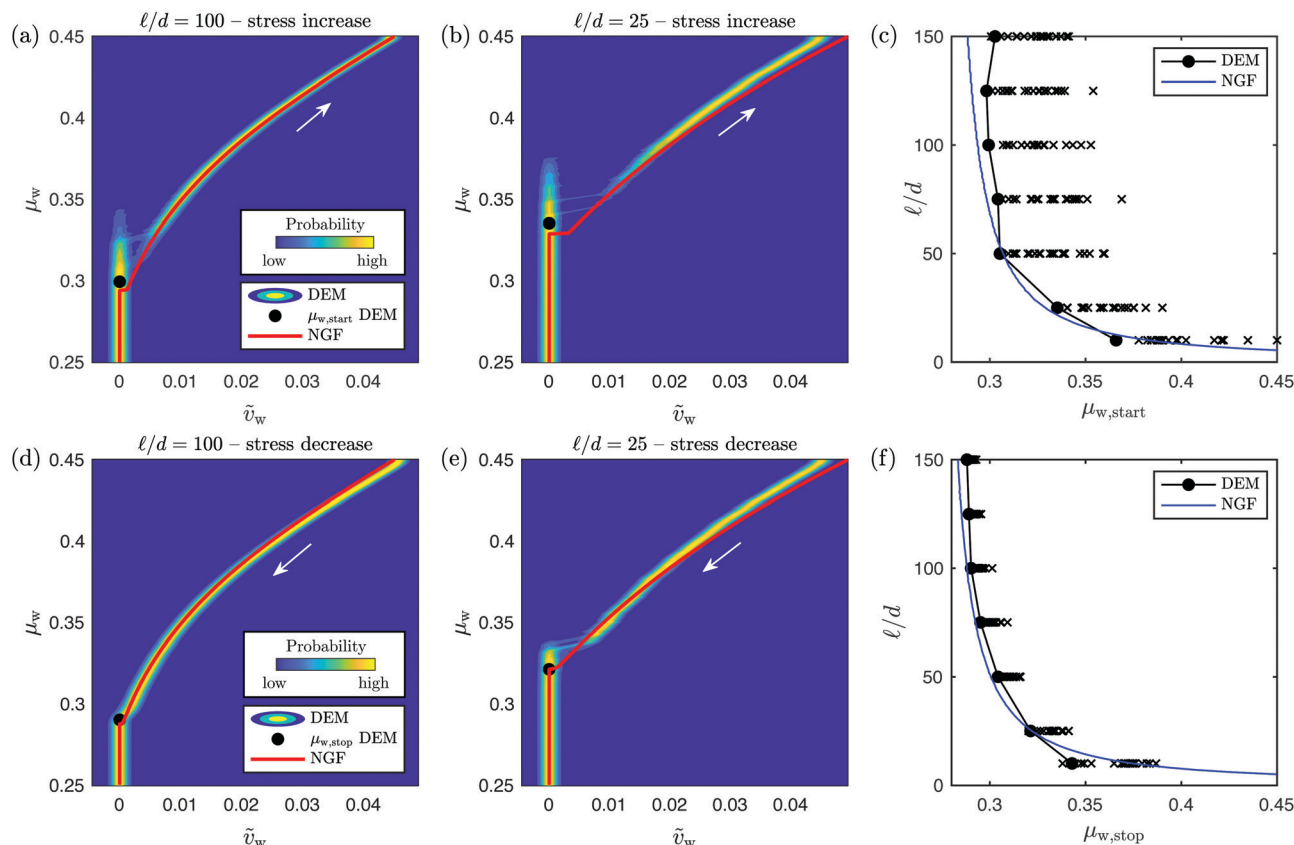 (a)
ℓ/d = 100 – stress increase
μw
0.45
0.4
0.35
0.3
0.25
0
0.01
0.02
0.03
0.04
ṽw
Probability
low
high
DEM
μw,start DEM
NGF
(b)
ℓ/d = 25 – stress increase
μw
0.45
0.4
0.35
0.3
0.25
0
0.01
0.02
0.03
0.04
ṽw
(c)
ℓ/d
150
100
50
0
0.3
0.35
0.4
0.45
μw,start
DEM
NGF
(d)
ℓ/d = 100 – stress decrease
μw
0.45
0.4
0.35
0.3
0.25
0
0.01
0.02
0.03
0.04
ṽw
Probability
low
high
DEM
μw,stop DEM
NGF
(e)
ℓ/d = 25 – stress decrease
μw
0.45
0.4
0.35
0.3
0.25
0
0.01
0.02
0.03
0.04
ṽw
(f)
ℓ/d
150
100
50
0
0.3
0.35
0.4
0.45
μw,stop
DEM
NGF